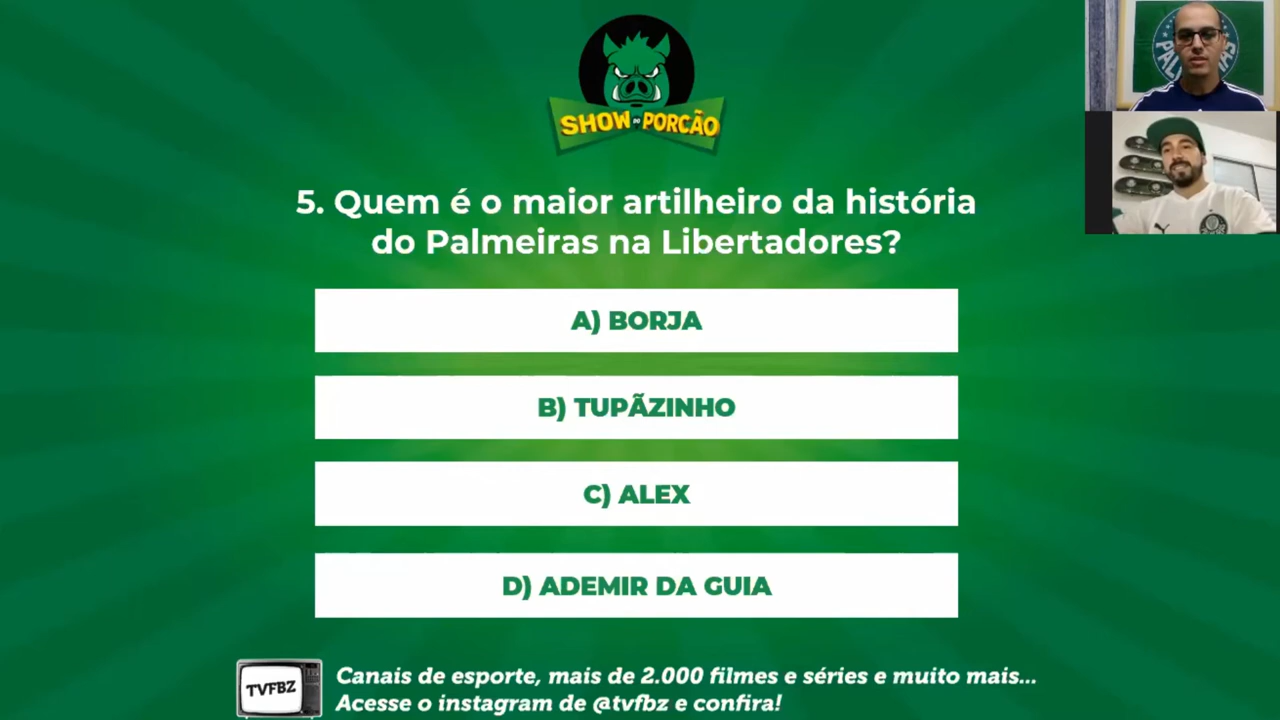 SHOW DO PORCÃO
PALMEIRAS
5. Quem é o maior artilheiro da história
do Palmeiras na Libertadores?
A) BORJA
B) TUPÃZINHO
C) ALEX
D) ADEMIR DA GUIA
TVFBZ
Canais de esporte, mais de 2.000 filmes e séries e muito mais...
Acesse o instagram de @tvfbz e confira!